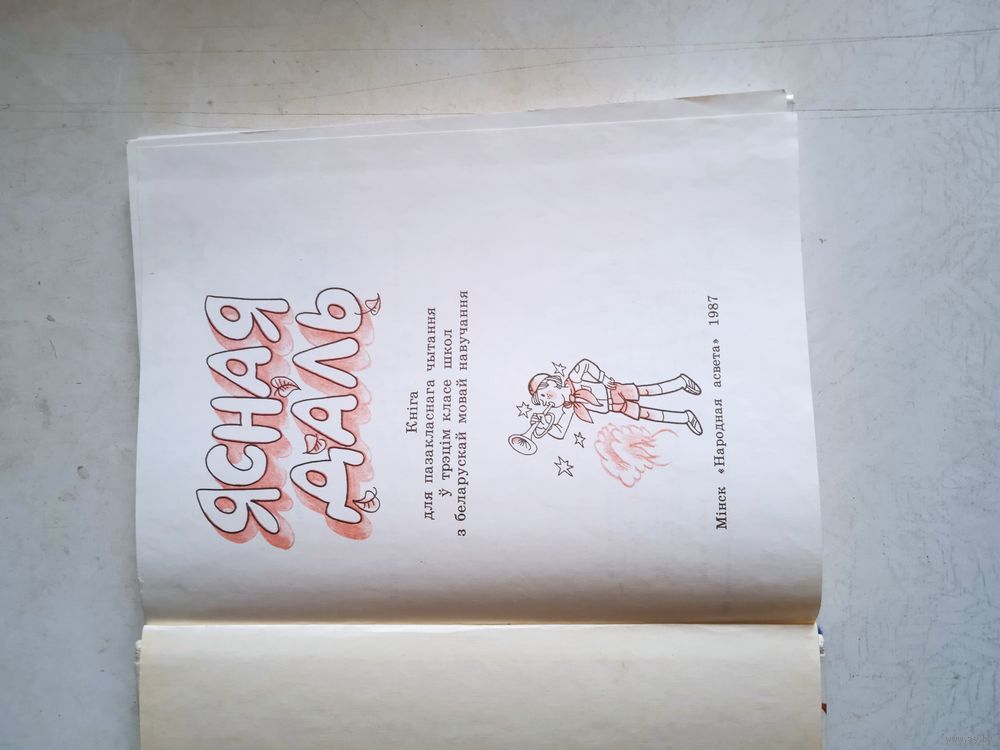 ЯСНАЯ
ДАЛЬ
Кніга
для пазакласнага чытання
ў трэцім класе школ
з беларускай мовай навучання
Мінск «Народная асвета» 1987